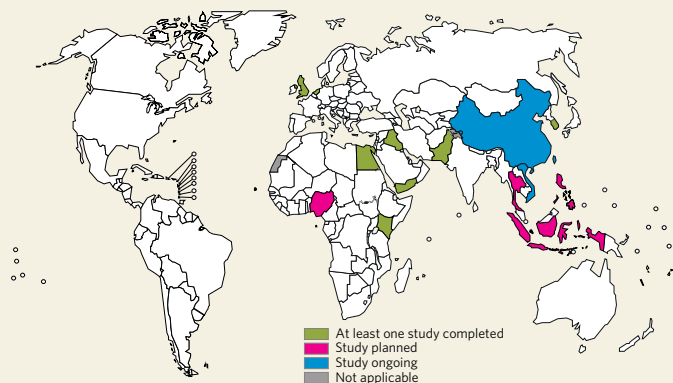 At least one study completed
Study planned
Study ongoing
Not applicable